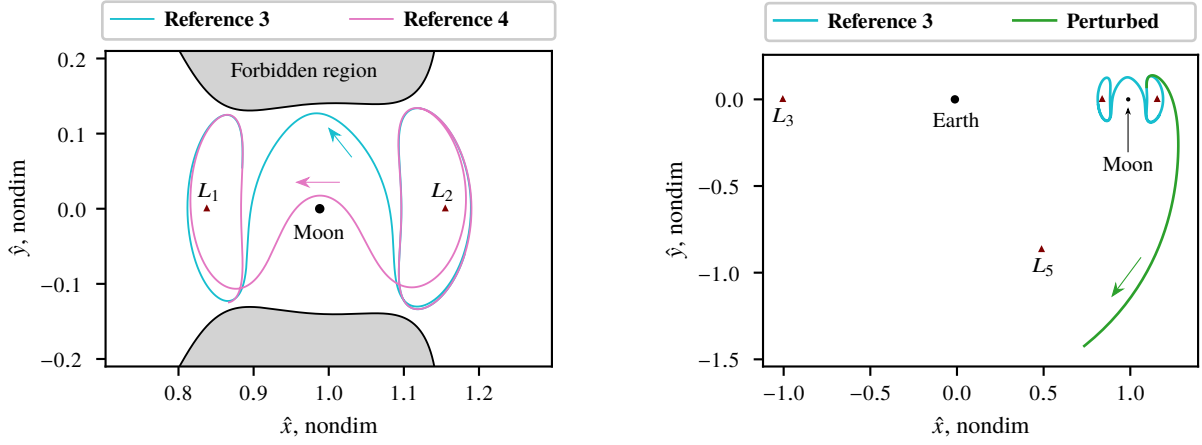 Reference 3 Reference 4
0.2
Forbidden region
0.1
L1 L2
0.0
Moon
−0.1
−0.2
0.8 0.9 1.0 1.1 1.2
x̂, nondim
ŷ, nondim
Reference 3 Perturbed
0.0
L3 Earth
Moon
−0.5
L5
−1.0
−1.5
−1.0 −0.5 0.0 0.5 1.0
x̂, nondim
ŷ, nondim